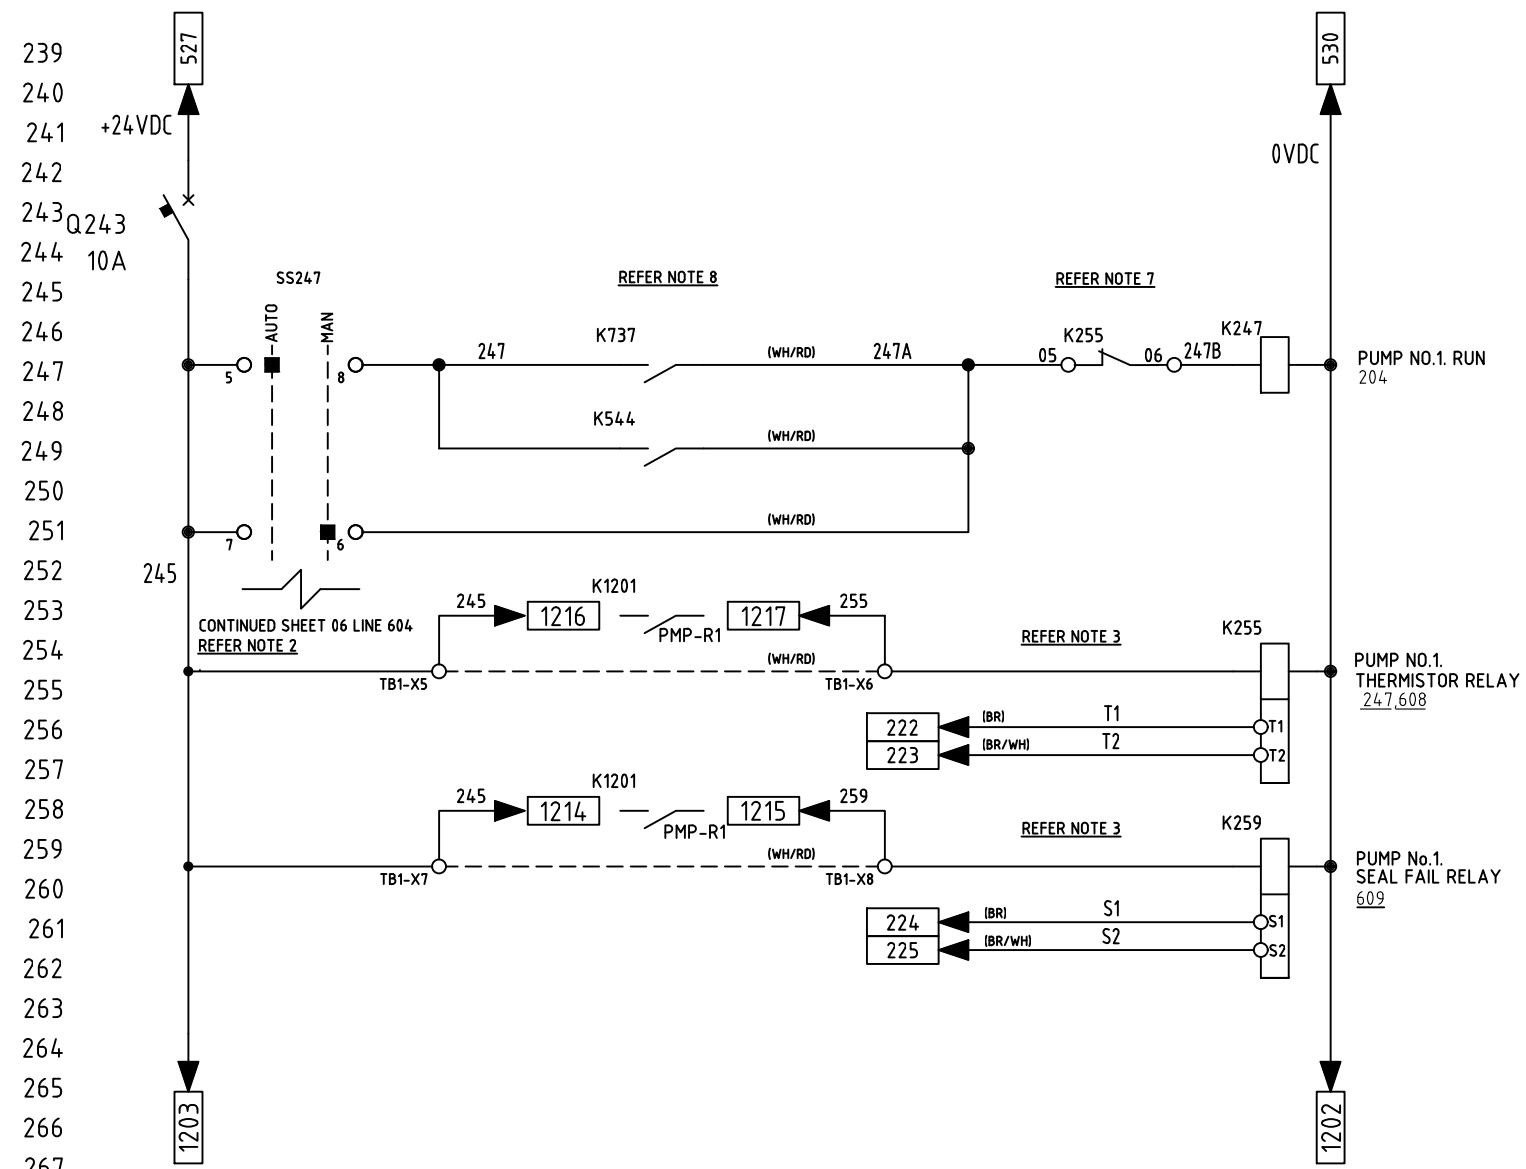 527
530
239
240
241
+24VDC
0VDC
242
243
Q243
244
10A
SS247
REFER NOTE 8
REFER NOTE 7
245
246
AUTO
MAN
K737
K255
K247
247
5
8
247
(WH/RD)
247A
05
06
247B
PUMP NO.1. RUN
204
248
K544
249
(WH/RD)
250
251
7
6
(WH/RD)
252
245
253
CONTINUED SHEET 06 LINE 604
REFER NOTE 2
245
1216
K1201
PMP-R1
1217
255
REFER NOTE 3
K255
254
(WH/RD)
TB1-X5
TB1-X6
PUMP NO.1.
THERMISTOR RELAY
247,608
255
256
222
(BR)
T1
T1
223
(BR/WH)
T2
T2
257
258
245
1214
K1201
PMP-R1
1215
259
REFER NOTE 3
K259
259
(WH/RD)
TB1-X7
TB1-X8
PUMP No.1.
SEAL FAIL RELAY
609
260
261
224
(BR)
S1
S1
225
(BR/WH)
S2
S2
262
263
264
265
266
267
1203
1202